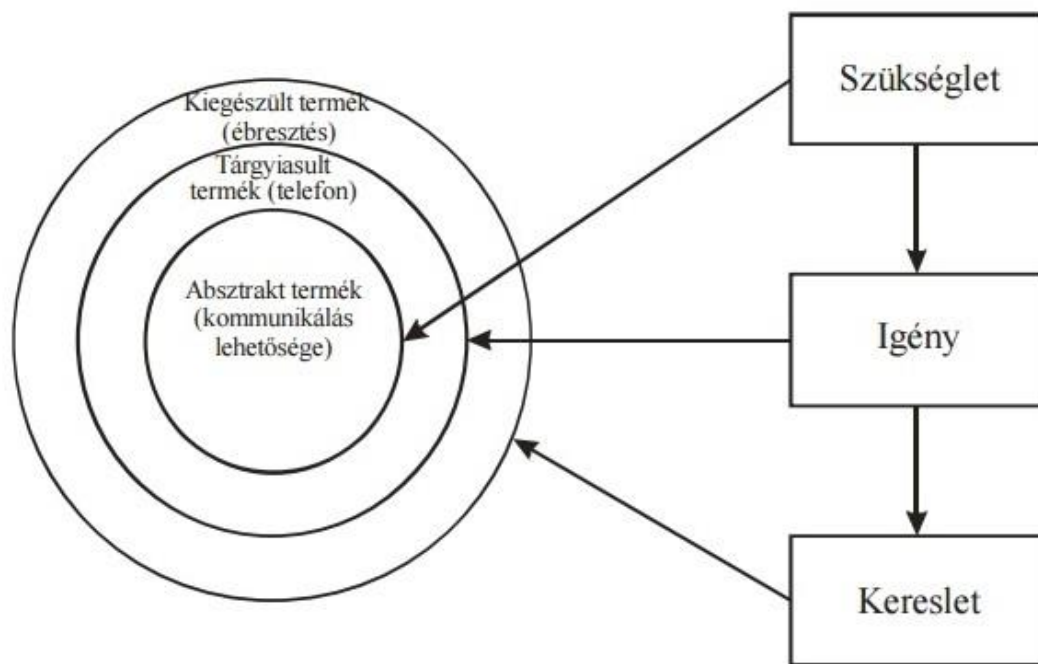 Kiegészült termék
(ébresztés)
Tárgyiasult
termék (telefon)
Absztrakt termék
(kommunikálás
lehetősége)
Szükséglet
Igény
Kereslet